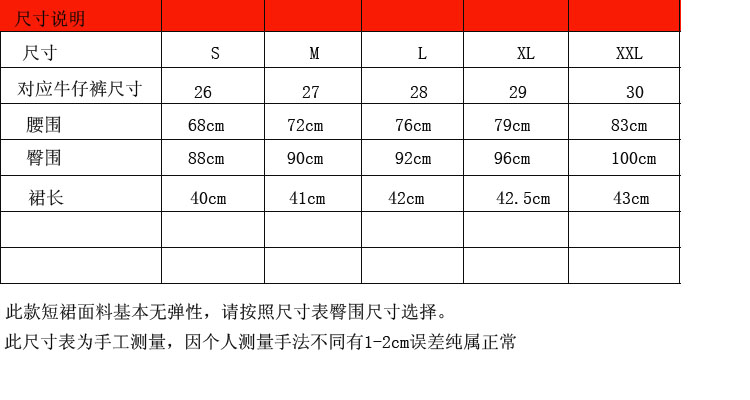 尺寸说明
尺寸 S M L XL XXL
对应牛仔裤尺寸 26 27 28 29 30
腰围 68cm 72cm 76cm 79cm 83cm
臀围 88cm 90cm 92cm 96cm 100cm
裙长 40cm 41cm 42cm 42.5cm 43cm
此款短裙面料基本无弹性，请按照尺寸表臀围尺寸选择。
此尺寸表为手工测量，因个人测量手法不同有1-2cm误差纯属正常